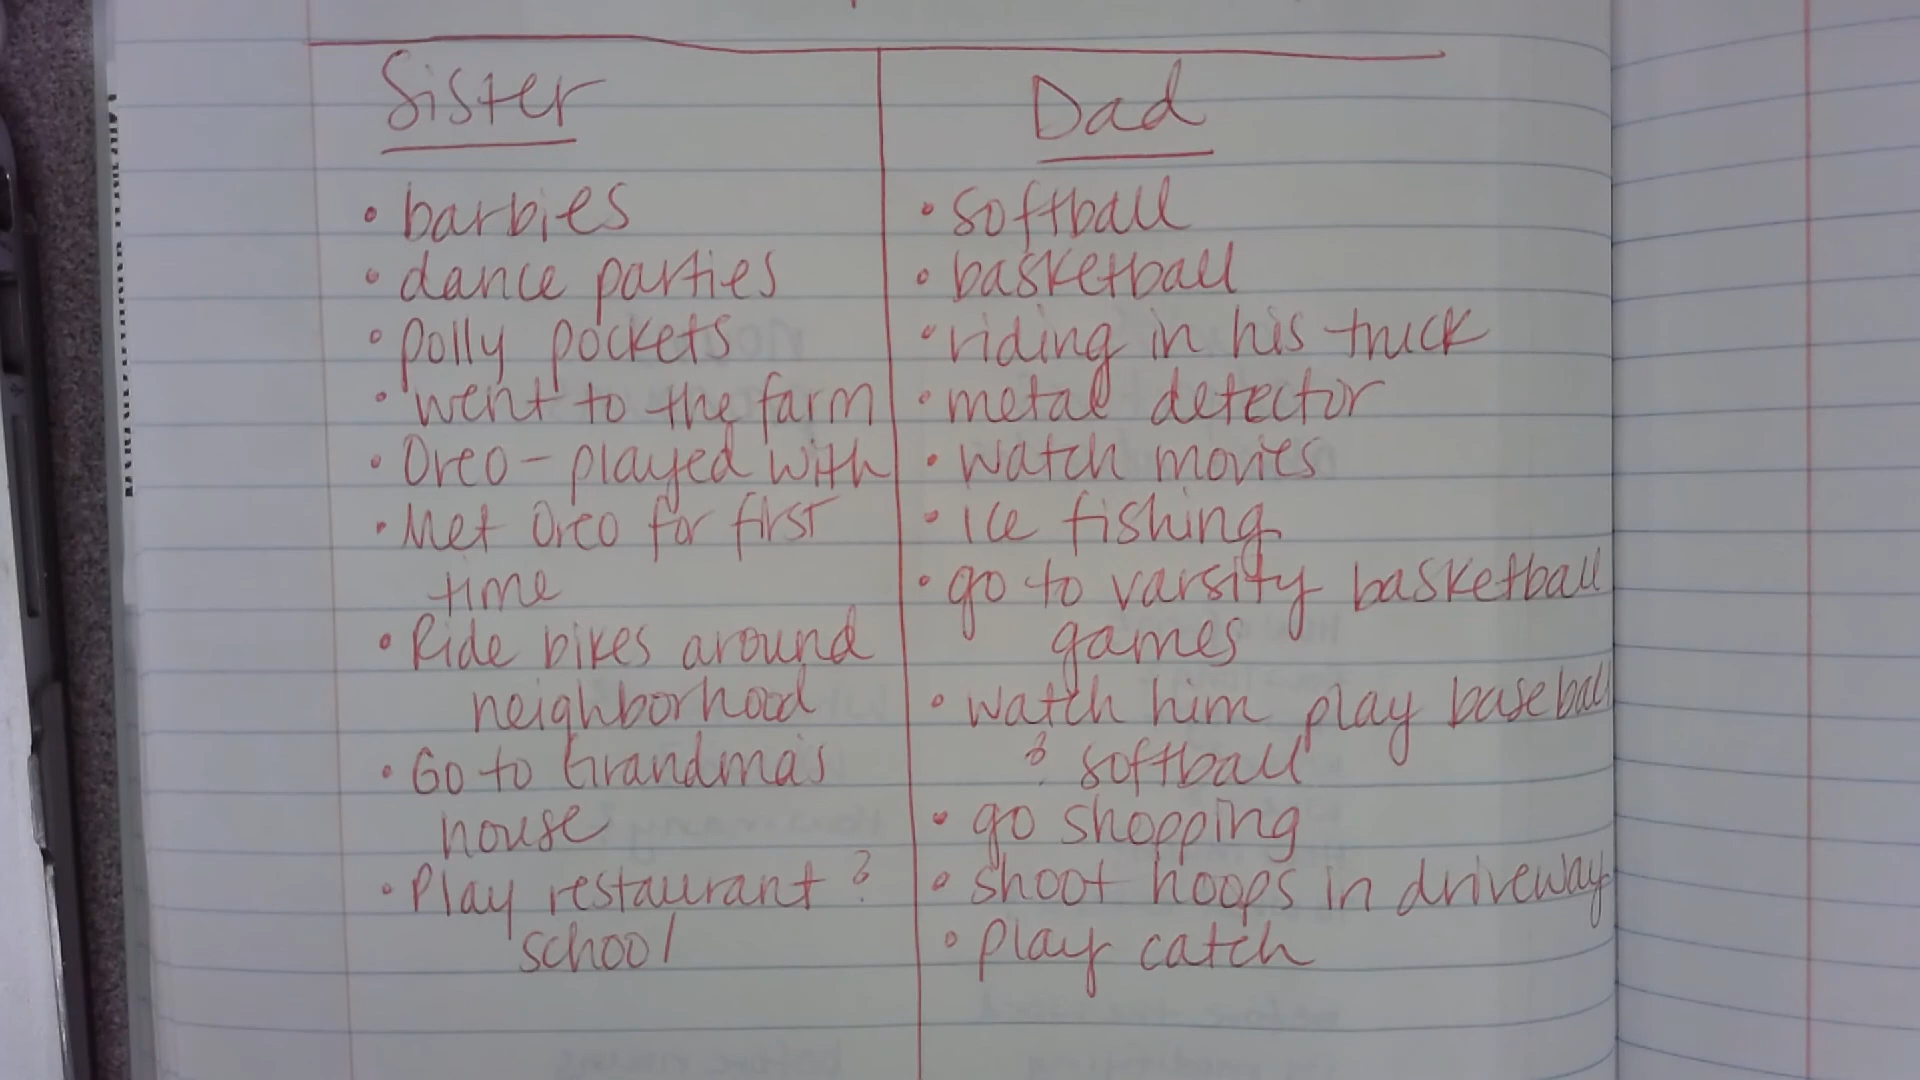 Sister
• barbies
• dance parties
• polly pockets
• went to the farm
• Oreo - played with
• Met Oreo for first
time
• Ride bikes around
neighborhood
• Go to Grandma's
house
• Play restaurant &
school
Dad
• softball
• basketball
• riding in his truck
• metal detector
• watch movies
• ice fishing
• go to varsity basketball
games
• watch him play baseball
& softball
• go shopping
• shoot hoops in driveway
• play catch